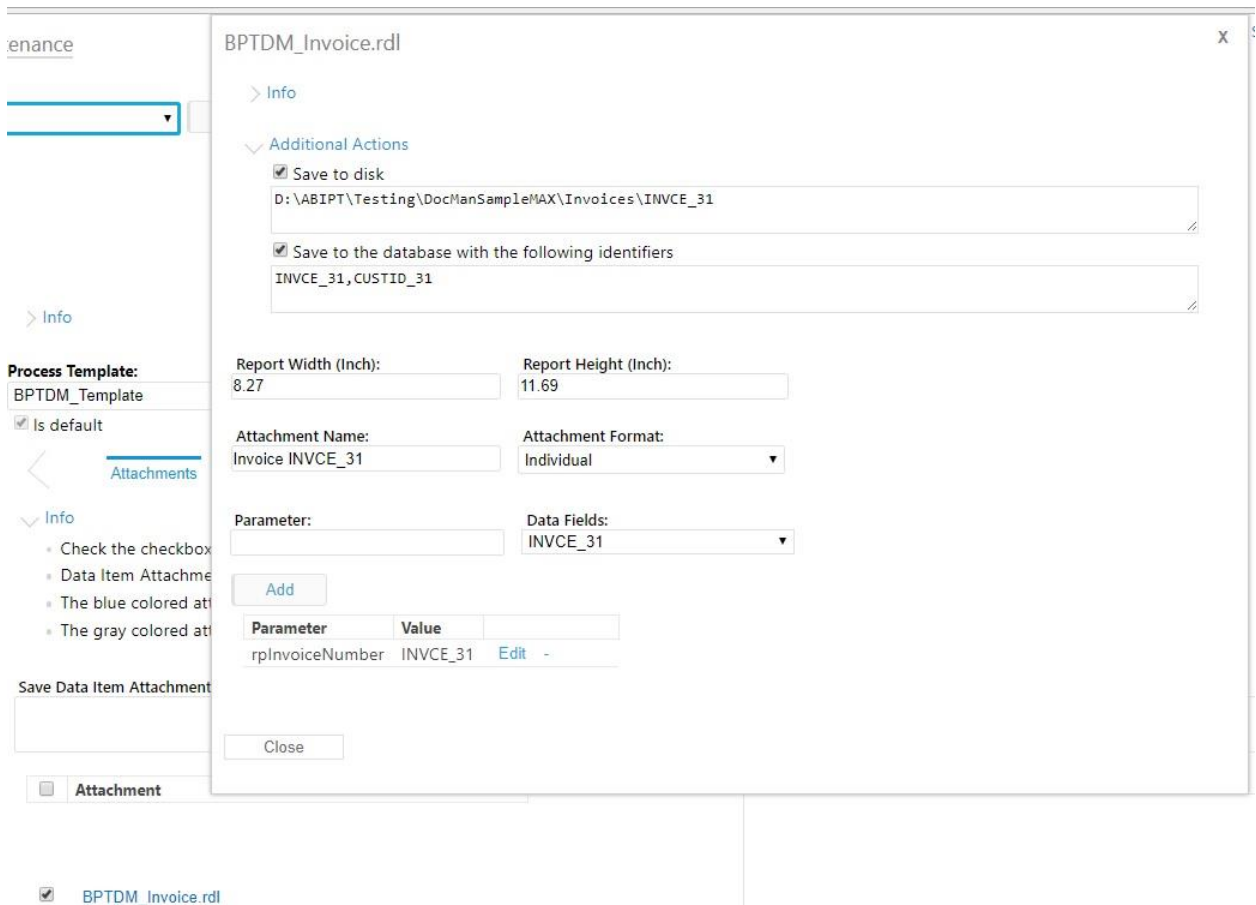 tenance
BPTDM_Invoice.rdl
X
Info
Additional Actions
Save to disk
D:\ABIPT\Testing\DocManSampleMAX\Invoices\INVCE_31
Save to the database with the following identifiers
INVCE_31,CUSTID_31
Info
Report Width (Inch): Report Height (Inch):
8.27 11.69
Process Template:
BPTDM_Template
Is default
Attachment Name: Attachment Format:
Invoice INVCE_31 Individual
Attachments
Info
Check the checkbox
Data Item Attachme
The blue colored att
The gray colored att
Parameter: Data Fields:
INVCE_31
Add
Parameter Value
rpInvoiceNumber INVCE_31 Edit -
Save Data Item Attachment
Close
Attachment
BPTDM_Invoice.rdl